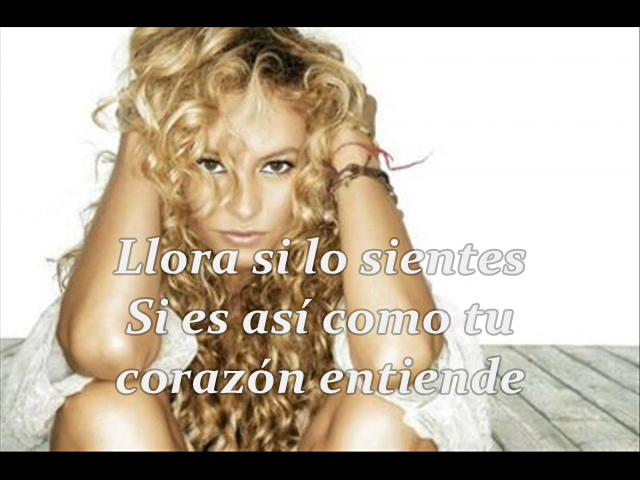 Llora si lo sientes
Si es así como tu
corazón entiende